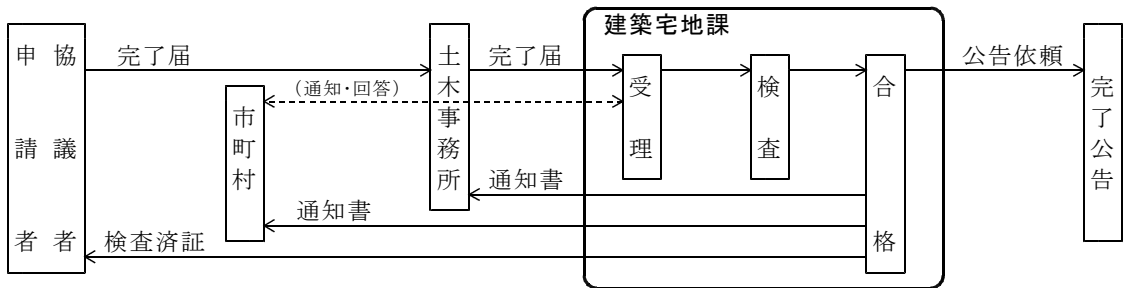 建築宅地課
申請者
協議者
完了届
土木事務所
完了届
受理
検査
合格
公告依頼
完了公告
(通知・回答)
市町村
通知書
通知書
検査済証